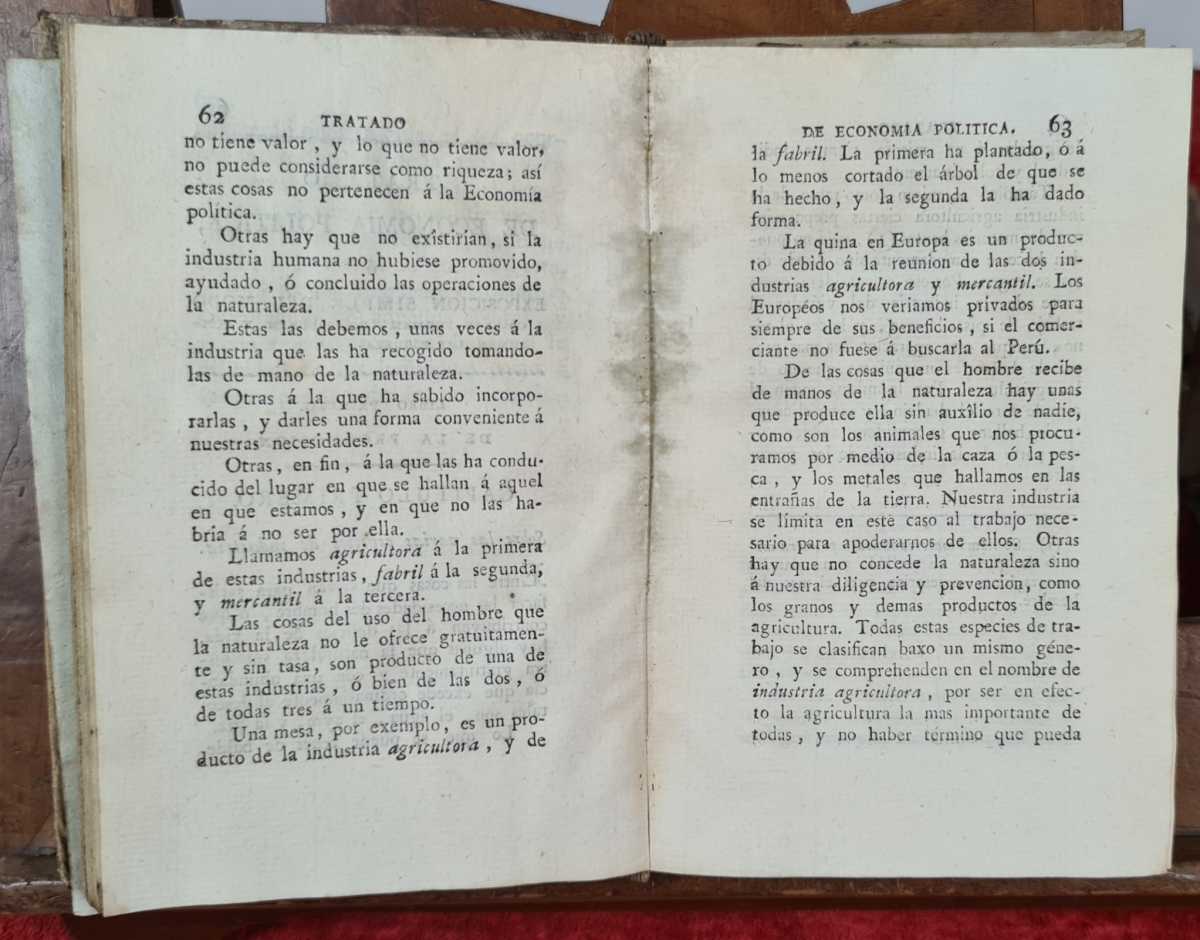 62 TRATADO
no tiene valor, y lo que no tiene valor,
no puede considerarse como riqueza; así
estas cosas no pertenecen á la Economía
política.
Otras hay que no exîstirian, si la
industria humana no hubiese promovido,
ayudado, ó concluido las operaciones de
la naturaleza.
Estas las debemos, unas veces á la
industria que las ha recogido tomando-
las de mano de la naturaleza.
Otras á la que ha sabido incorpo-
rarlas, y darles una forma conveniente á
nuestras necesidades.
Otras, en fin, á la que las ha condu-
cido del lugar en que se hallan á aquel
en que estamos, y en que no las ha-
bria á no ser por ella.
Llamamos agricultora á la primera
de estas industrias, fabril á la segunda,
y mercantil á la tercera.
Las cosas del uso del hombre que
la naturaleza no le ofrece gratuitamen-
te y sin tasa, son producto de una de
estas industrias, ó bien de las dos, ó
de todas tres á un tiempo.
Una mesa, por exemplo, es un pro-
ducto de la industria agricultora, y de
DE ECONOMIA POLITICA. 63
la fabril. La primera ha plantado, ó á
lo menos cortado el árbol de que se
ha hecho, y la segunda la ha dado
forma.
La quina en Europa es un produc-
to debido á la reunion de las dos in-
dustrias agricultora y mercantil. Los
Européos nos veriamos privados para
siempre de sus beneficios, si el comer-
ciante no fuese á buscarla al Perú.
De las cosas que el hombre recibe
de manos de la naturaleza hay unas
que produce ella sin auxîlio de nadie,
como son los animales que nos procu-
ramos por medio de la caza ó la pes-
ca, y los metales que hallamos en las
entrañas de la tierra. Nuestra industria
se límita en este caso al trabajo nece-
sario para apoderarnos de ellos. Otras
hay que no concede la naturaleza sino
á nuestra diligencia y prevencion, como
los granos y demas productos de la
agricultura. Todas estas especies de tra-
bajo se clasifican baxo un mismo géne-
ro, y se comprehenden en el nombre de
industria agricultora, por ser en efec-
to la agricultura la mas importante de
todas, y no haber término que pueda